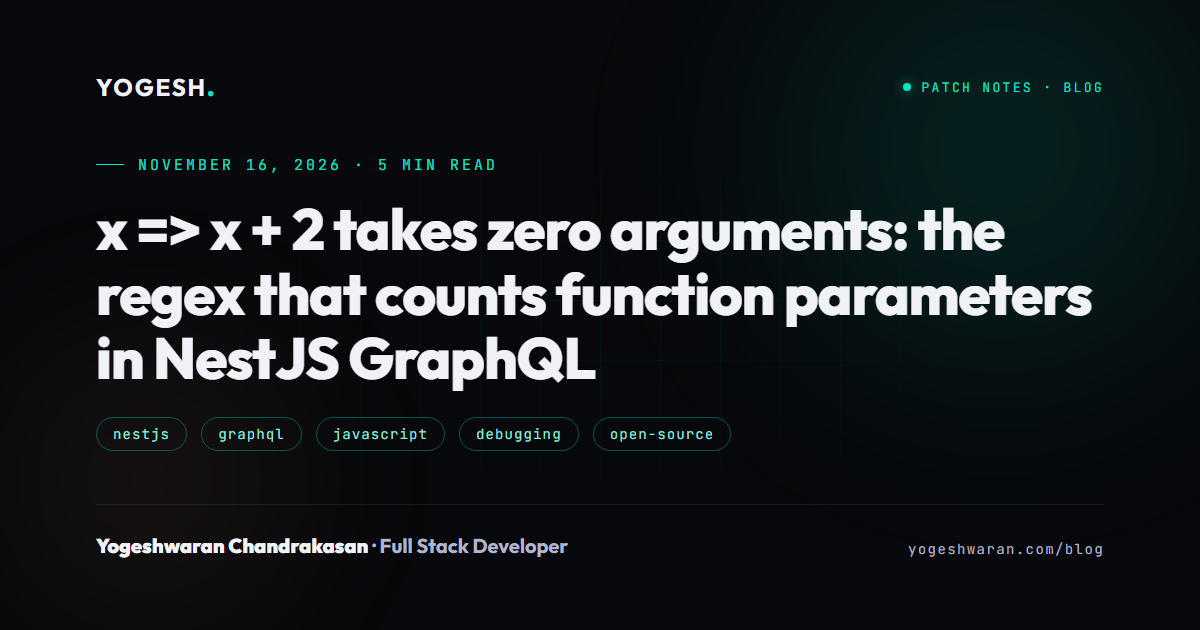 YOGESH.
PATCH NOTES · BLOG
NOVEMBER 16, 2026 · 5 MIN READ
x => x + 2 takes zero arguments: the
regex that counts function parameters
in NestJS GraphQL
nestjs graphql javascript debugging open-source
Yogeshwaran Chandrakasan · Full Stack Developer
yogeshwaran.com/blog